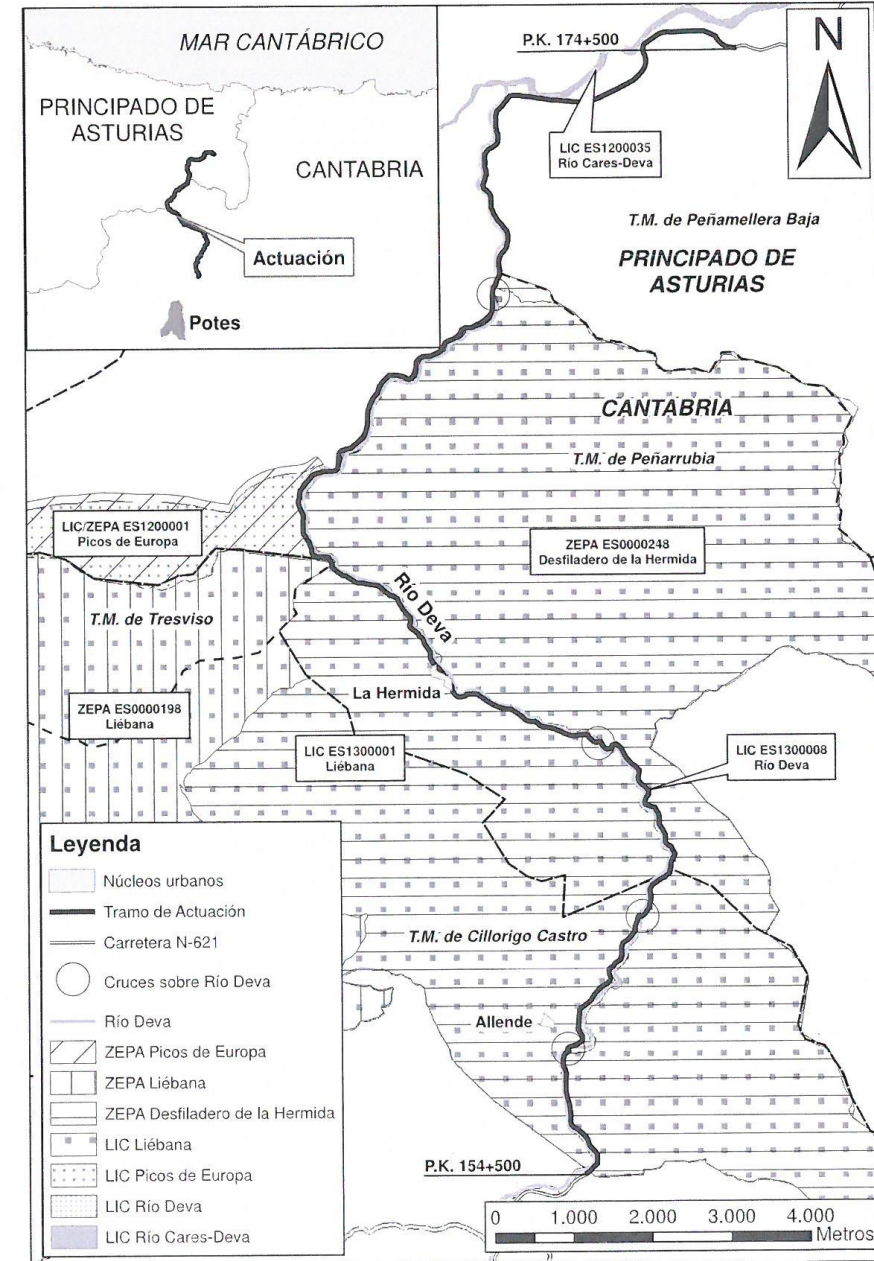 MAR CANTÁBRICO
PRINCIPADO DE
ASTURIAS
CANTABRIA
Actuación
Potes
P.K. 174+500
N
LIC ES1200035
Río Cares-Deva
T.M. de Peñamellera Baja
PRINCIPADO DE
ASTURIAS
CANTABRIA
T.M. de Peñarrubia
LIC/ZEPA ES1200001
Picos de Europa
ZEPA ES0000248
Desfiladero de la Hermida
Río Deva
T.M. de Tresviso
La Hermida
ZEPA ES0000198
Liébana
LIC ES1300001
Liébana
LIC ES1300008
Río Deva
T.M. de Cillorigo Castro
Allende
P.K. 154+500
Leyenda
Núcleos urbanos
Tramo de Actuación
Carretera N-621
Cruces sobre Río Deva
Río Deva
ZEPA Picos de Europa
ZEPA Liébana
ZEPA Desfiladero de la Hermida
LIC Liébana
LIC Picos de Europa
LIC Río Deva
LIC Río Cares-Deva
0 1.000 2.000 3.000 4.000
Metros